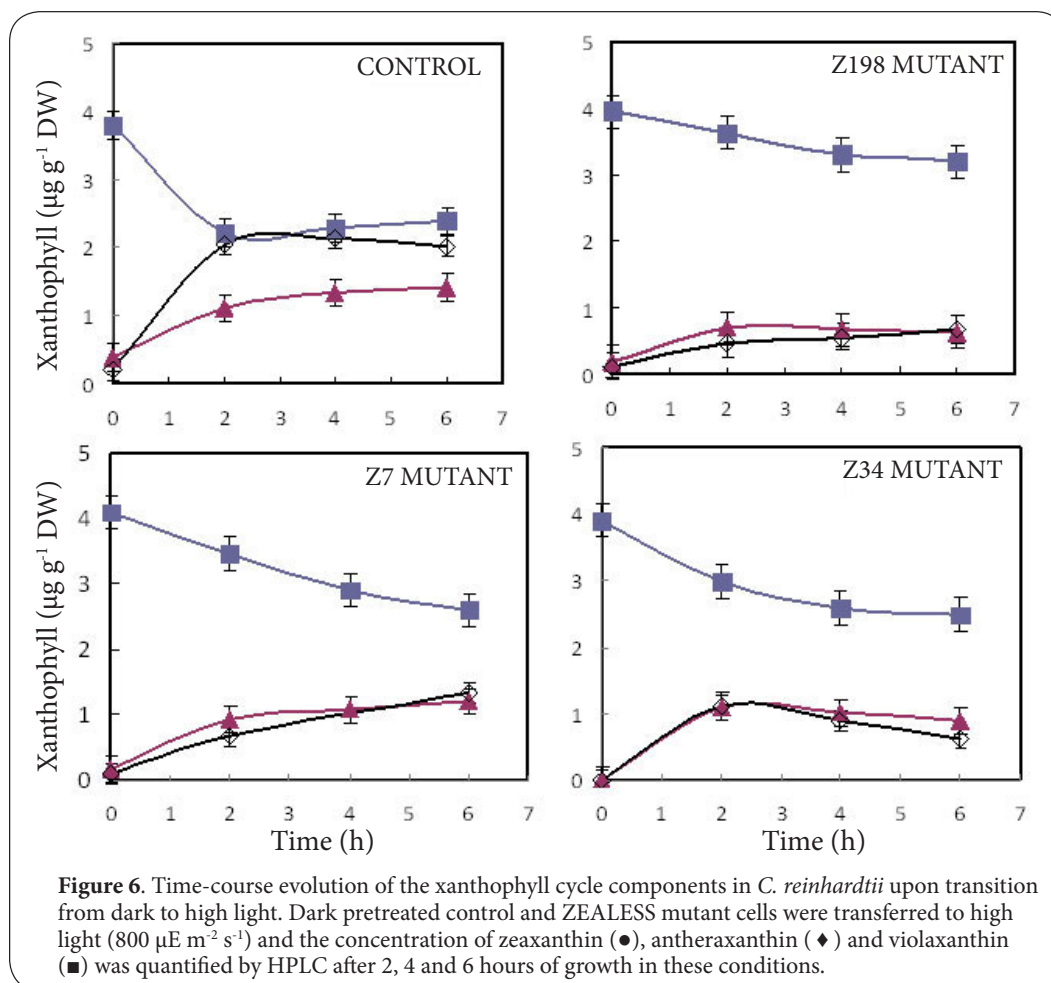 CONTROL
Xanthophyll (µg g⁻¹ DW)
5
4
3
2
1
0
0 1 2 3 4 5 6 7
Z198 MUTANT
5
4
3
2
1
0
0 1 2 3 4 5 6 7
Z7 MUTANT
Xanthophyll (µg g⁻¹ DW)
5
4
3
2
1
0
0 1 2 3 4 5 6 7
Time (h)
Z34 MUTANT
5
4
3
2
1
0
0 1 2 3 4 5 6 7
Time (h)
Figure 6. Time-course evolution of the xanthophyll cycle components in C. reinhardtii upon transition
from dark to high light. Dark pretreated control and ZEALESS mutant cells were transferred to high
light (800 µE m⁻² s⁻¹) and the concentration of zeaxanthin (●), antheraxanthin ( ♦ ) and violaxanthin
(■) was quantified by HPLC after 2, 4 and 6 hours of growth in these conditions.